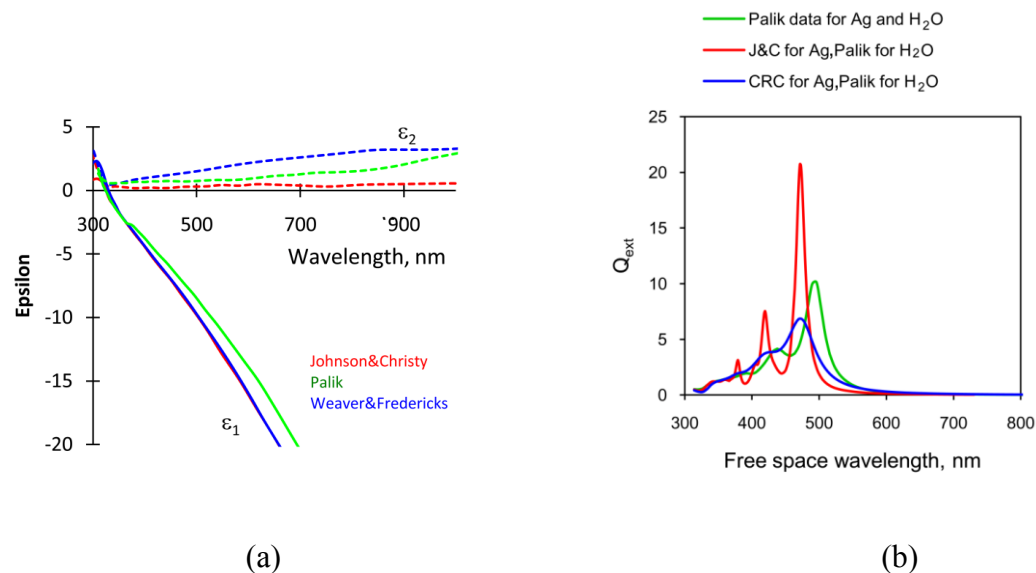 Palik data for Ag and H₂O
J&C for Ag,Palik for H₂O
CRC for Ag,Palik for H₂O
5
0
-5
-10
-15
-20
300
500
700
900
Epsilon
Wavelength, nm
ε₂
ε₁
Johnson&Christy
Palik
Weaver&Fredericks
25
20
15
10
5
0
Qext
300 400 500 600 700 800
Free space wavelength, nm
(a)
(b)